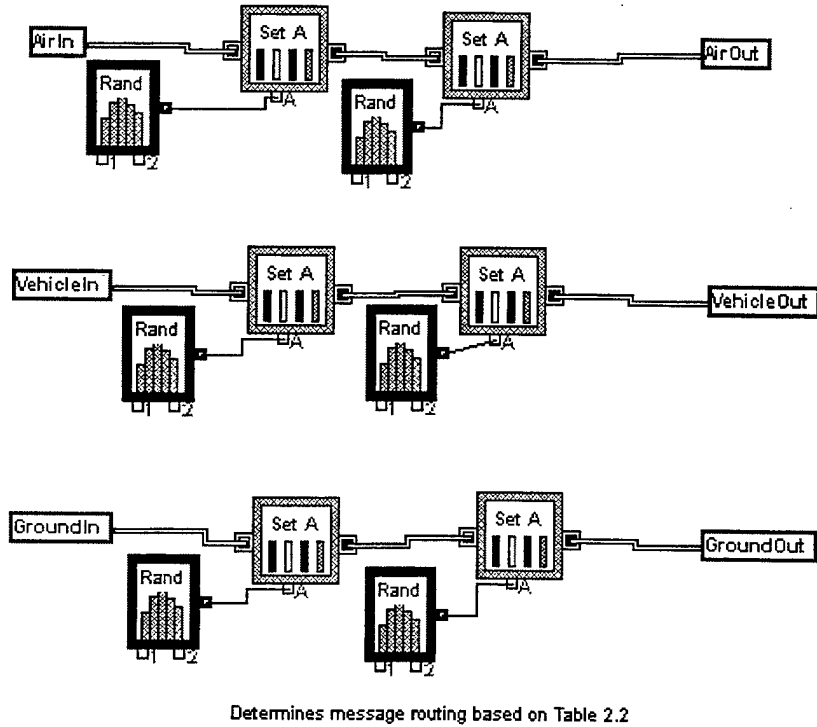 AirIn
Set A
Set A
AirOut
Rand
A
Rand
A
1 2
1 2
VehicleIn
Set A
Set A
VehicleOut
Rand
A
Rand
A
1 2
1 2
GroundIn
Set A
Set A
GroundOut
Rand
A
Rand
A
1 2
1 2
Determines message routing based on Table 2.2